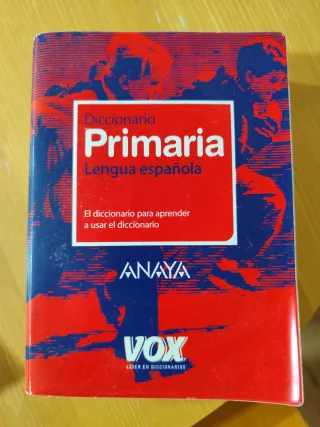 Diccionario
Primaria
Lengua española
El diccionario para aprender
a usar el diccionario
ANAYA
VOX
LÍDER EN DICCIONARIOS